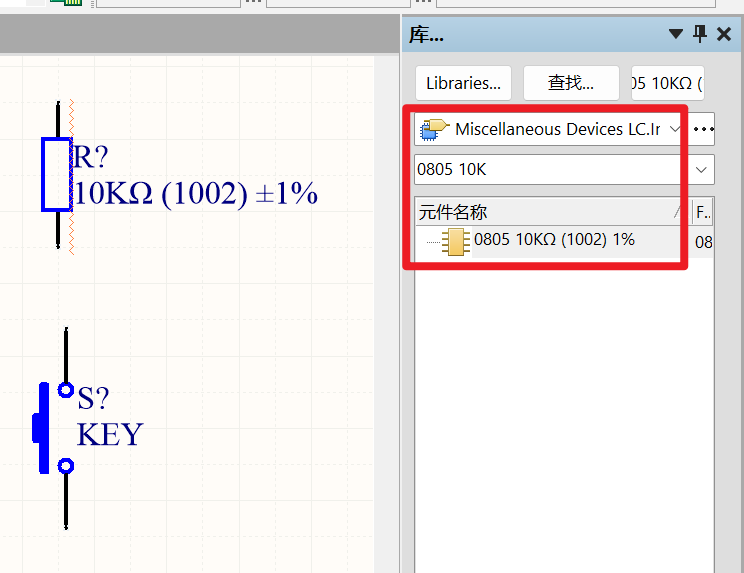 库...
Libraries...
查找...
05 10KΩ (
Miscellaneous Devices LC.Ir
0805 10K
元件名称
F..
0805 10KΩ (1002) 1%
08
R?
10KΩ (1002) ±1%
S?
KEY